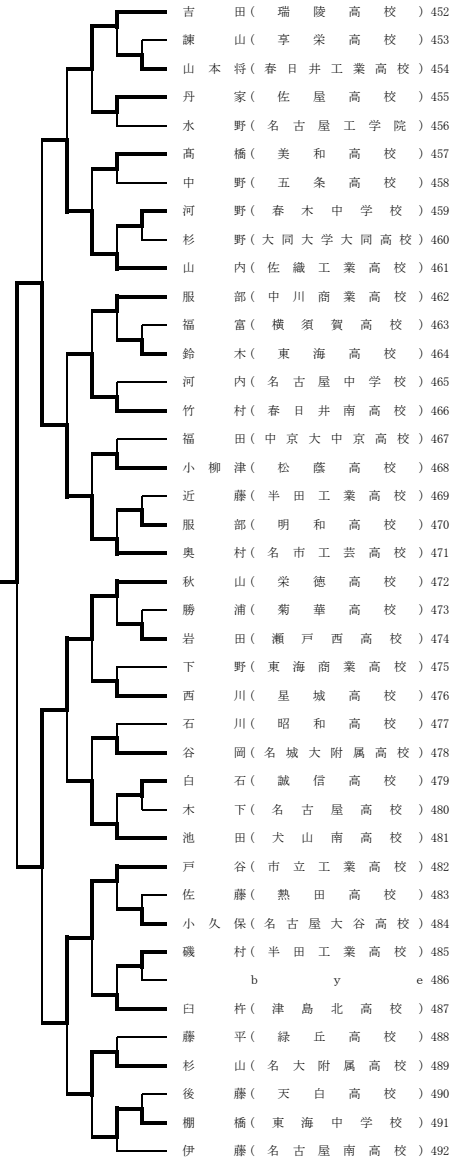 吉田(瑞陵高校)452
諫山(享栄高校)453
山本将(春日井工業高校)454
丹家(佐屋高校)455
水野(名古屋工学院)456
髙橋(美和高校)457
中野(五条高校)458
河野(春木中学校)459
杉野(大同大学大同高校)460
山内(佐織工業高校)461
服部(中川商業高校)462
福富(横須賀高校)463
鈴木(東海高校)464
河内(名古屋中学校)465
竹村(春日井南高校)466
福田(中京大中京高校)467
小柳津(松蔭高校)468
近藤(半田工業高校)469
服部(明和高校)470
奥村(名市工芸高校)471
秋山(栄徳高校)472
勝浦(菊華高校)473
岩田(瀬戸西高校)474
下野(東海商業高校)475
西川(星城高校)476
石川(昭和高校)477
谷岡(名城大附属高校)478
白石(誠信高校)479
木下(名古屋高校)480
池田(犬山南高校)481
戸谷(市立工業高校)482
佐藤(熱田高校)483
小久保(名古屋大谷高校)484
磯村(半田工業高校)485
bye 486
臼杵(津島北高校)487
藤平(緑丘高校)488
杉山(名大附属高校)489
後藤(天白高校)490
棚橋(東海中学校)491
伊藤(名古屋南高校)492